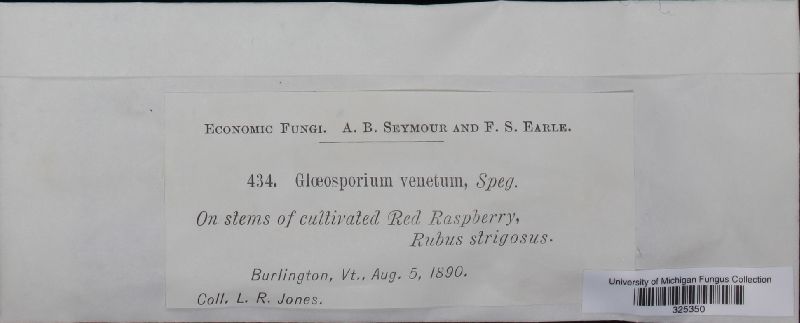 ECONOMIC FUNGI. A. B. SEYMOUR AND F. S. EARLE.
434. Glœosporium venetum, Speg.
On stems of cultivated Red Raspberry,
Rubus strigosus.
Burlington, Vt., Aug. 5, 1890.
Coll. L. R. Jones.
University of Michigan Fungus Collection
325350